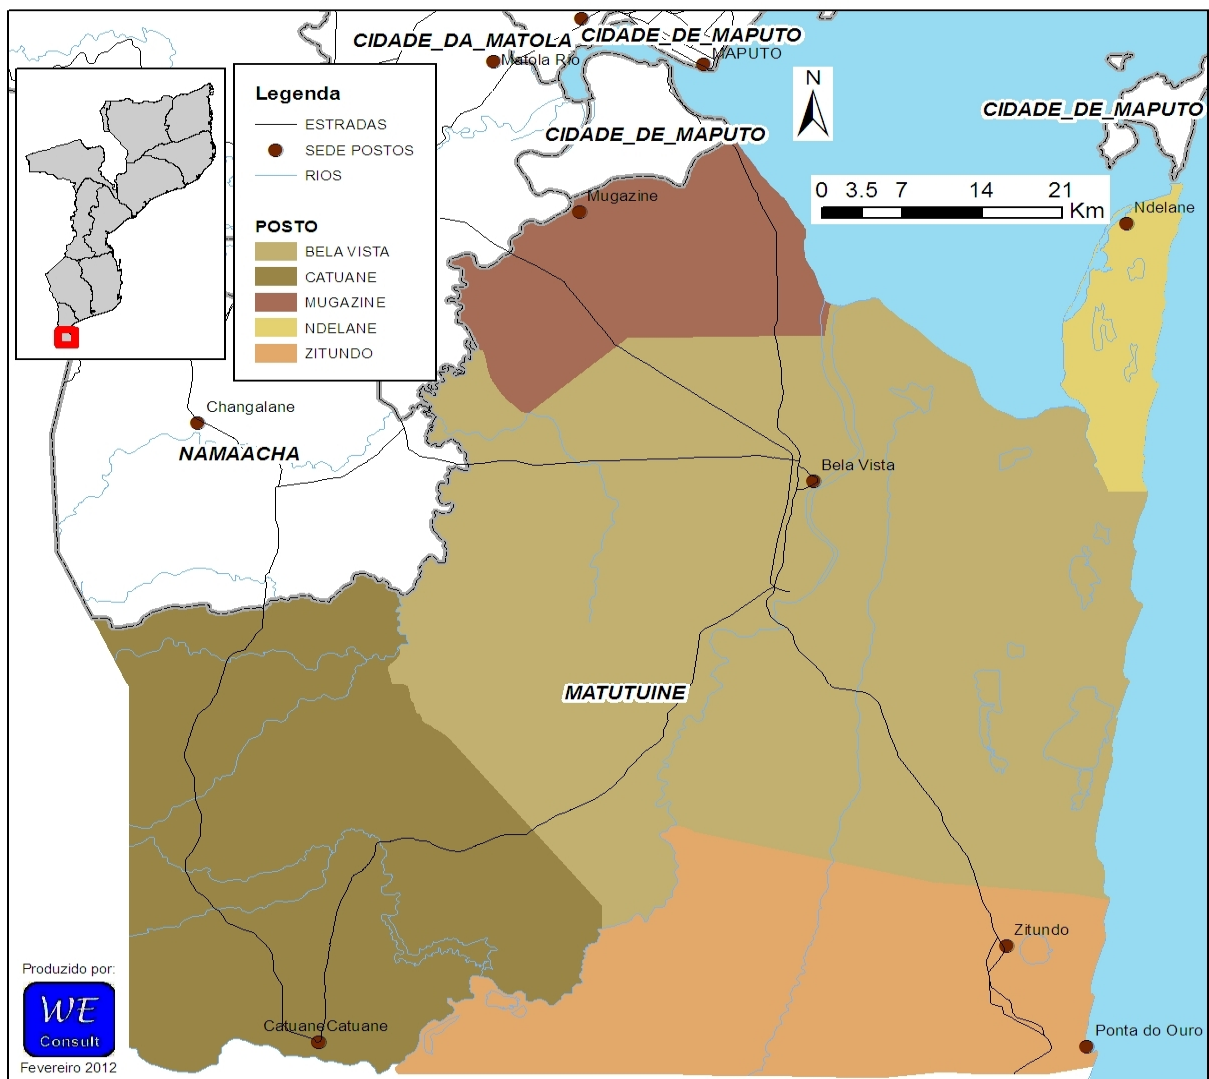 CIDADE_DA_MATOLA
CIDADE_DE_MAPUTO
Matola Rio
MAPUTO
CIDADE_DE_MAPUTO
CIDADE_DE_MAPUTO
N
0 3.5 7 14 21
Km
Legenda
ESTRADAS
SEDE POSTOS
RIOS
POSTO
BELA VISTA
CATUANE
MUGAZINE
NDELANE
ZITUNDO
Mugazine
Ndelane
Changalane
NAMAACHA
Bela Vista
MATUTUINE
Zitundo
Ponta do Ouro
CatuaneCatuane
Produzido por:
WE
Consult
Fevereiro 2012